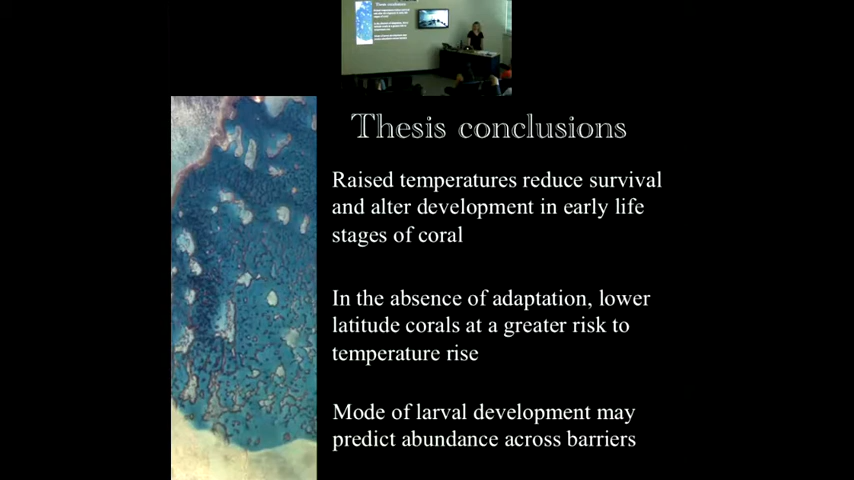 Thesis conclusions
Raised temperatures reduce survival
and alter development in early life
stages of coral
In the absence of adaptation, lower
latitude corals at a greater risk to
temperature rise
Mode of larval development may
predict abundance across barriers